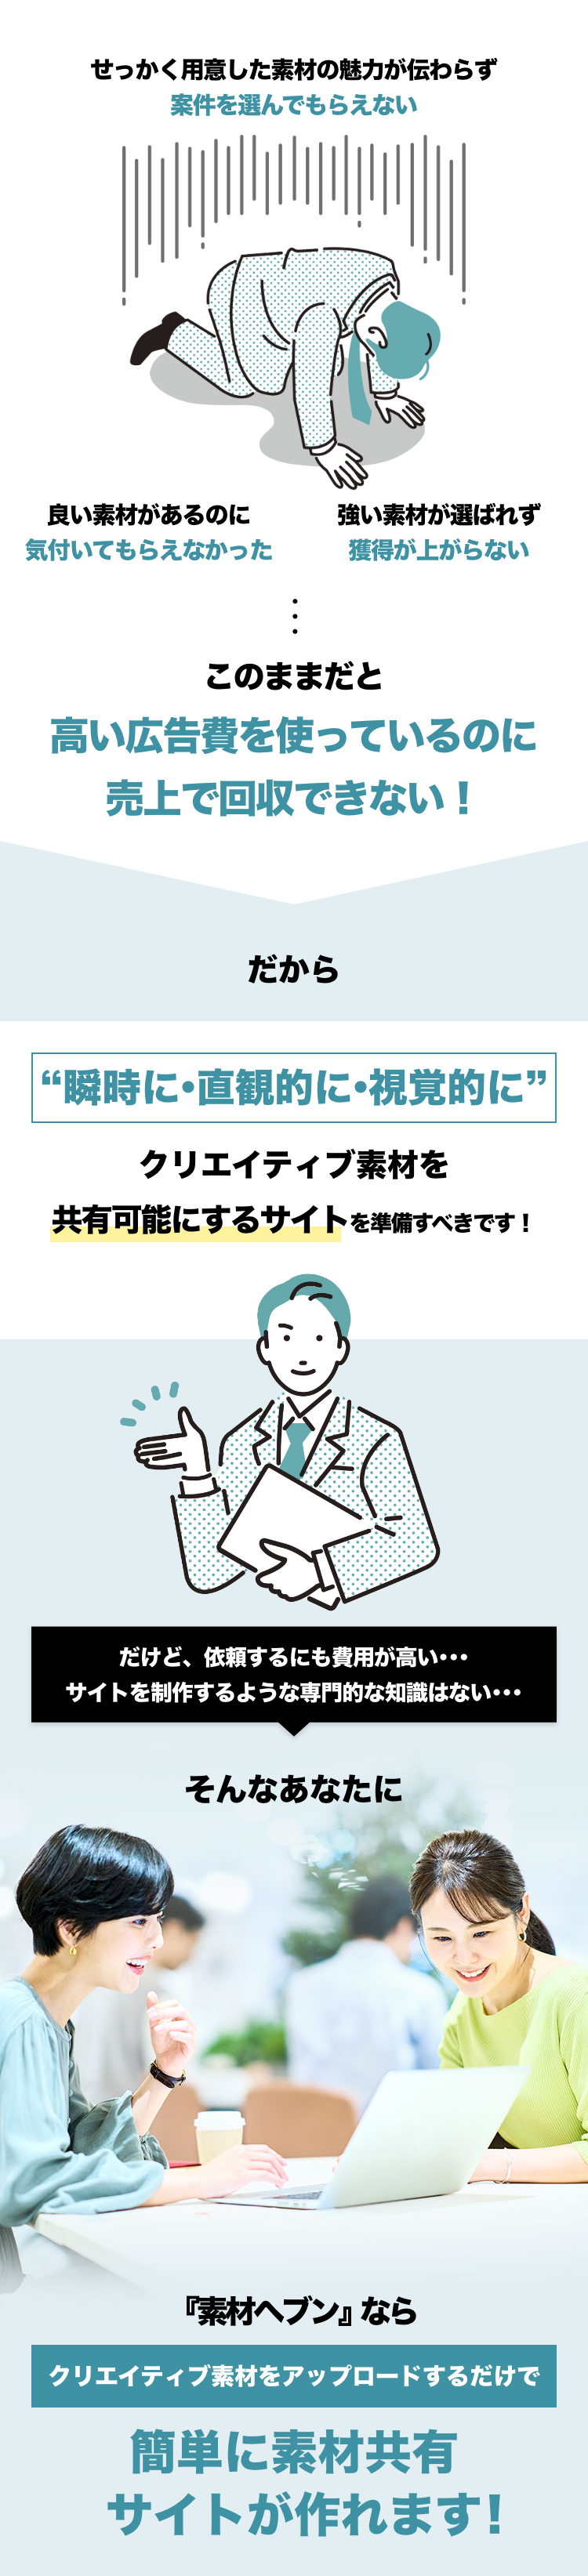 せっかく用意した素材の魅力が伝わらず
案件を選んでもらえない
良い素材があるのに
気付いてもらえなかった
強い素材が選ばれず
獲得が上がらない
このままだと
高い広告費を使っているのに
売上で回収できない！
だから
“瞬時に・直観的に・視覚的に”
クリエイティブ素材を
共有可能にするサイトを準備すべきです！
だけど、依頼するにも費用が高い・・・
サイトを制作するような専門的な知識はない・・・
そんなあなたに
『素材ヘブン』なら
クリエイティブ素材をアップロードするだけで
簡単に素材共有
サイトが作れます！